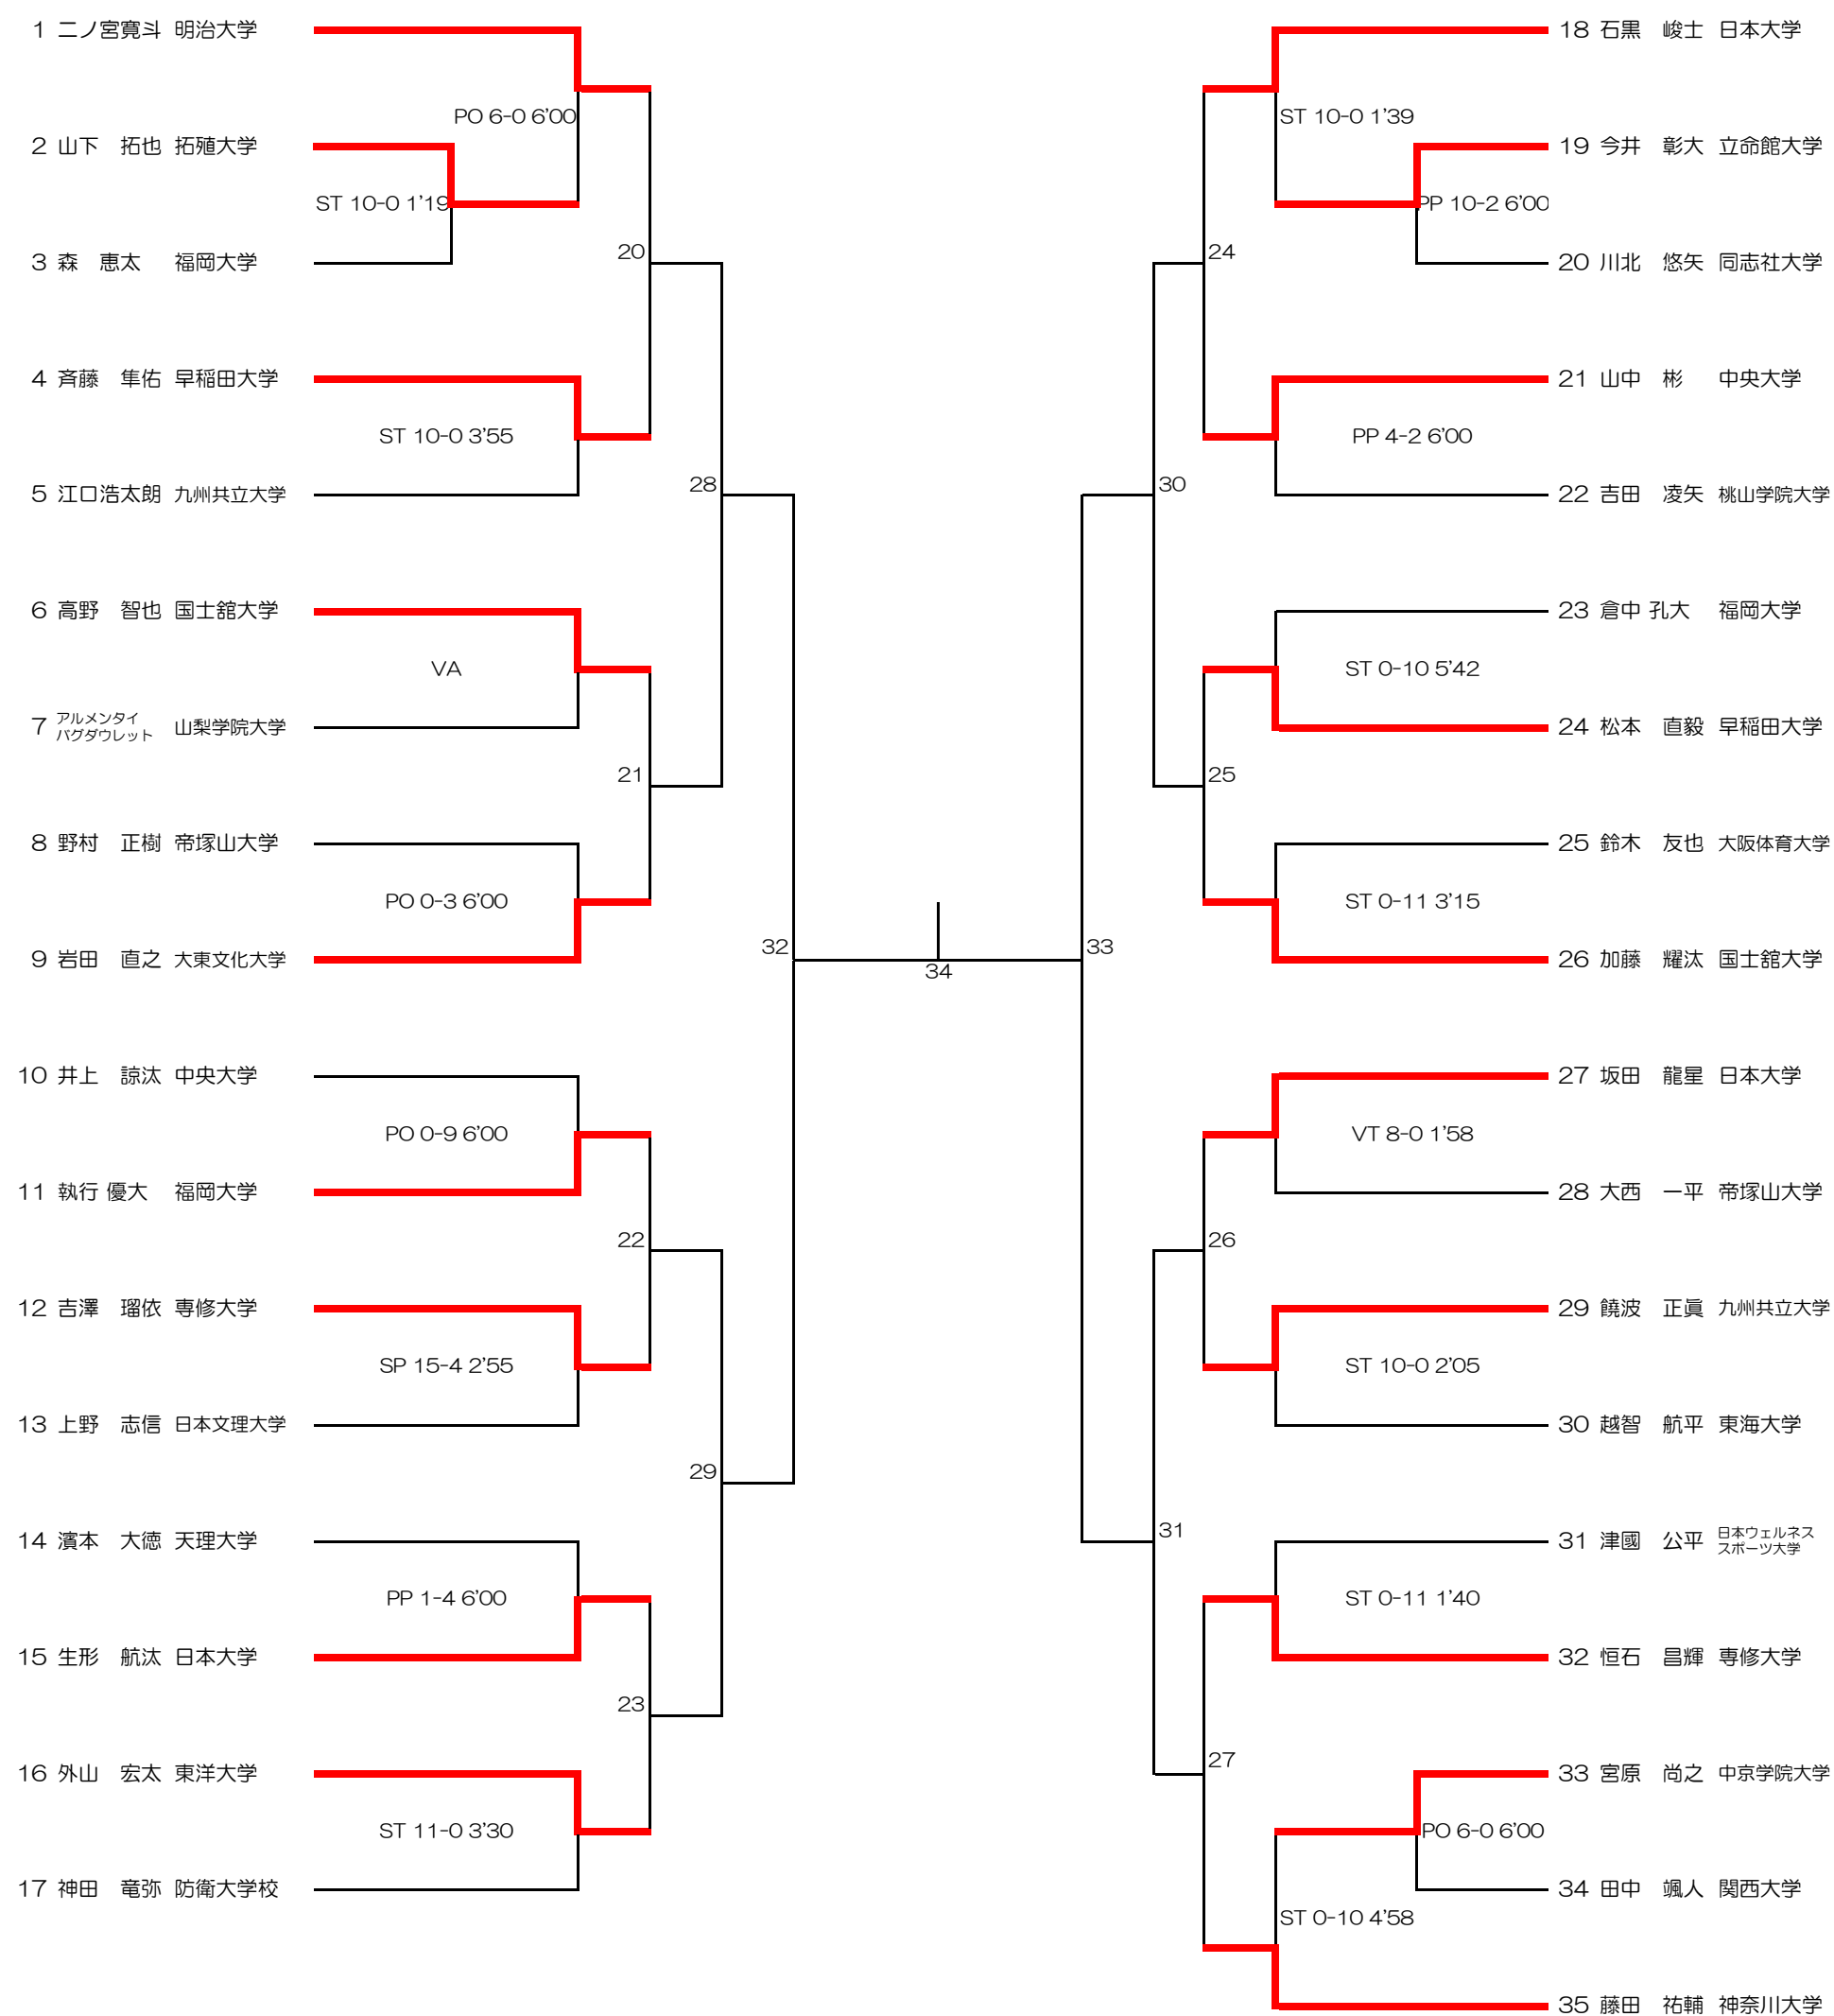 1 二ノ宮寛斗 明治大学
PO 6-0 6'00
2 山下 拓也 拓殖大学
ST 10-0 1'19
3 森 恵太 福岡大学
20
4 斉藤 隼佑 早稲田大学
ST 10-0 3'55
5 江口浩太朗 九州共立大学
28
6 高野 智也 国士舘大学
VA
7 アルメンタイ
バグダウレット 山梨学院大学
21
8 野村 正樹 帝塚山大学
PO 0-3 6'00
9 岩田 直之 大東文化大学
32
34
10 井上 諒汰 中央大学
PO 0-9 6'00
11 執行 優大 福岡大学
22
12 吉澤 瑠依 専修大学
SP 15-4 2'55
13 上野 志信 日本文理大学
29
14 濱本 大徳 天理大学
PP 1-4 6'00
15 生形 航汰 日本大学
23
16 外山 宏太 東洋大学
ST 11-0 3'30
17 神田 竜弥 防衛大学校
18 石黒 峻士 日本大学
ST 10-0 1'39
19 今井 彰大 立命館大学
PP 10-2 6'00
20 川北 悠矢 同志社大学
24
21 山中 彬 中央大学
PP 4-2 6'00
22 吉田 凌矢 桃山学院大学
30
23 倉中 孔大 福岡大学
ST 0-10 5'42
24 松本 直毅 早稲田大学
25
25 鈴木 友也 大阪体育大学
ST 0-11 3'15
26 加藤 耀汰 国士舘大学
33
27 坂田 龍星 日本大学
VT 8-0 1'58
28 大西 一平 帝塚山大学
26
29 饒波 正眞 九州共立大学
ST 10-0 2'05
30 越智 航平 東海大学
31
31 津國 公平 日本ウェルネス
スポーツ大学
ST 0-11 1'40
32 恒石 昌輝 専修大学
27
33 宮原 尚之 中京学院大学
PO 6-0 6'00
34 田中 颯人 関西大学
ST 0-10 4'58
35 藤田 祐輔 神奈川大学